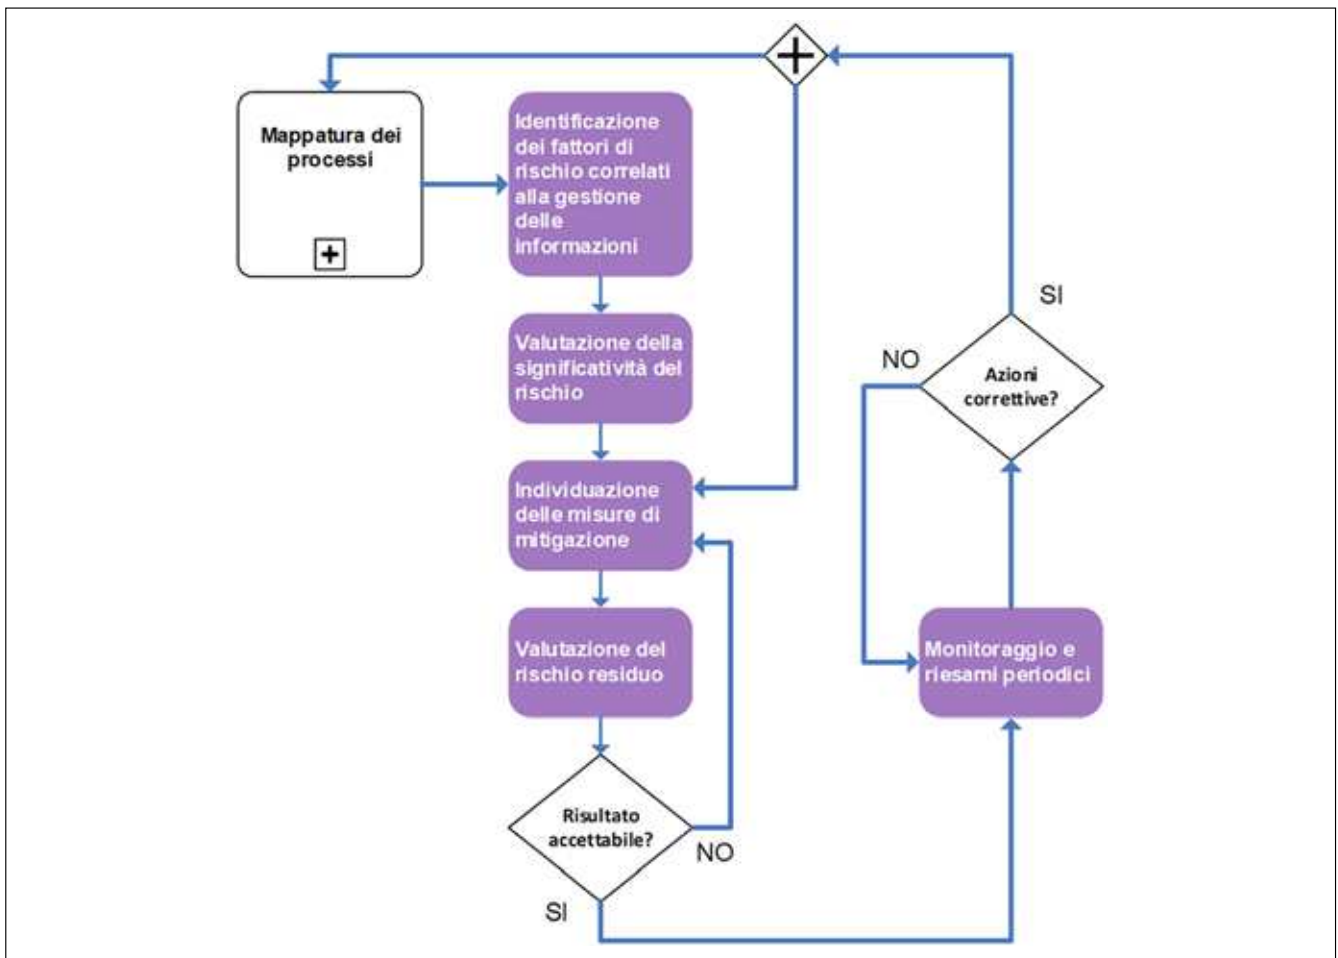 Mappatura dei
processi
Identificazione
dei fattori di
rischio correlati
alla gestione
delle
informazioni
Valutazione della
significatività del
rischio
Individuazione
delle misure di
mitigazione
Valutazione del
rischio residuo
Risultato
accettabile?
NO
SI
Monitoraggio e
riesami periodici
Azioni
correttive?
NO
SI